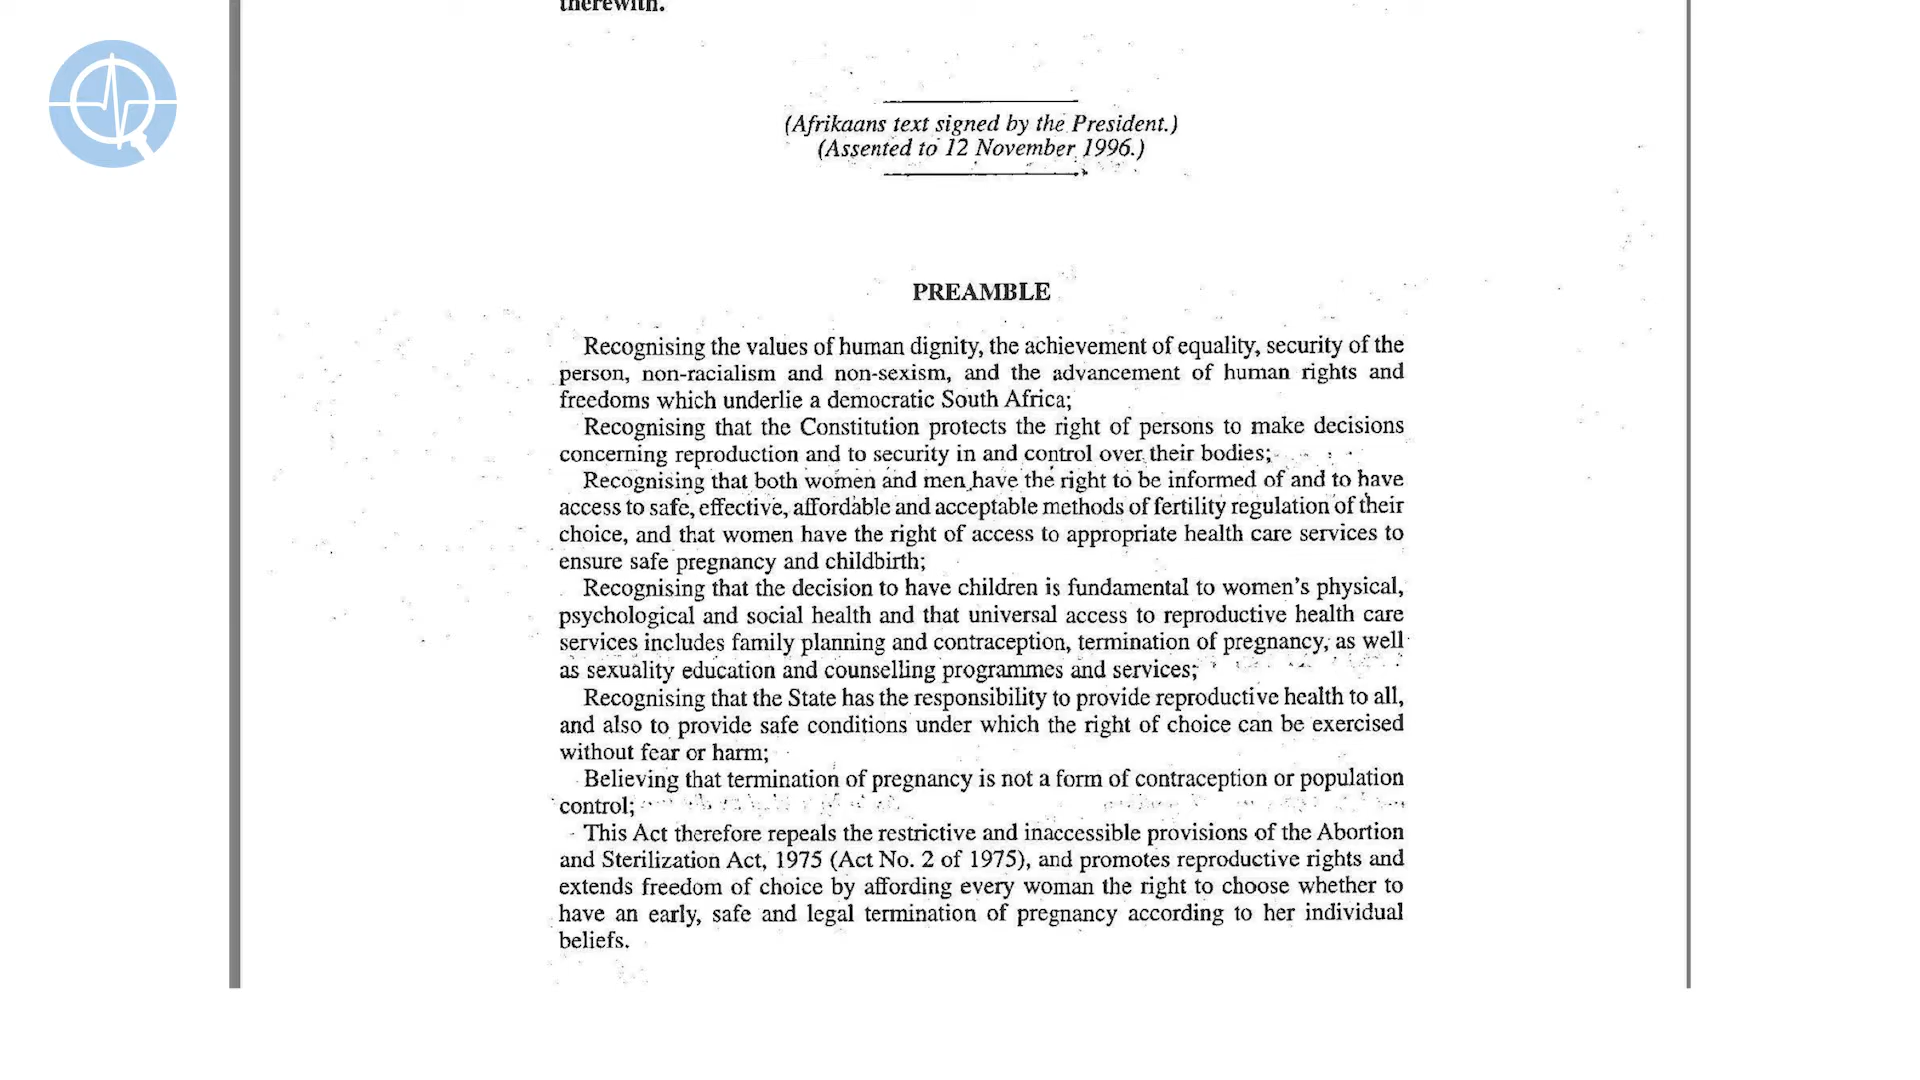 therewith.
(Afrikaans text signed by the President.)
(Assented to 12 November 1996.)
PREAMBLE
Recognising the values of human dignity, the achievement of equality, security of the
person, non-racialism and non-sexism, and the advancement of human rights and
freedoms which underlie a democratic South Africa;
Recognising that the Constitution protects the right of persons to make decisions
concerning reproduction and to security in and control over their bodies;
Recognising that both women and men have the right to be informed of and to have
access to safe, effective, affordable and acceptable methods of fertility regulation of their
choice, and that women have the right of access to appropriate health care services to
ensure safe pregnancy and childbirth;
Recognising that the decision to have children is fundamental to women's physical,
psychological and social health and that universal access to reproductive health care
services includes family planning and contraception, termination of pregnancy, as well
as sexuality education and counselling programmes and services;
Recognising that the State has the responsibility to provide reproductive health to all,
and also to provide safe conditions under which the right of choice can be exercised
without fear or harm;
Believing that termination of pregnancy is not a form of contraception or population
control;
This Act therefore repeals the restrictive and inaccessible provisions of the Abortion
and Sterilization Act, 1975 (Act No. 2 of 1975), and promotes reproductive rights and
extends freedom of choice by affording every woman the right to choose whether to
have an early, safe and legal termination of pregnancy according to her individual
beliefs.